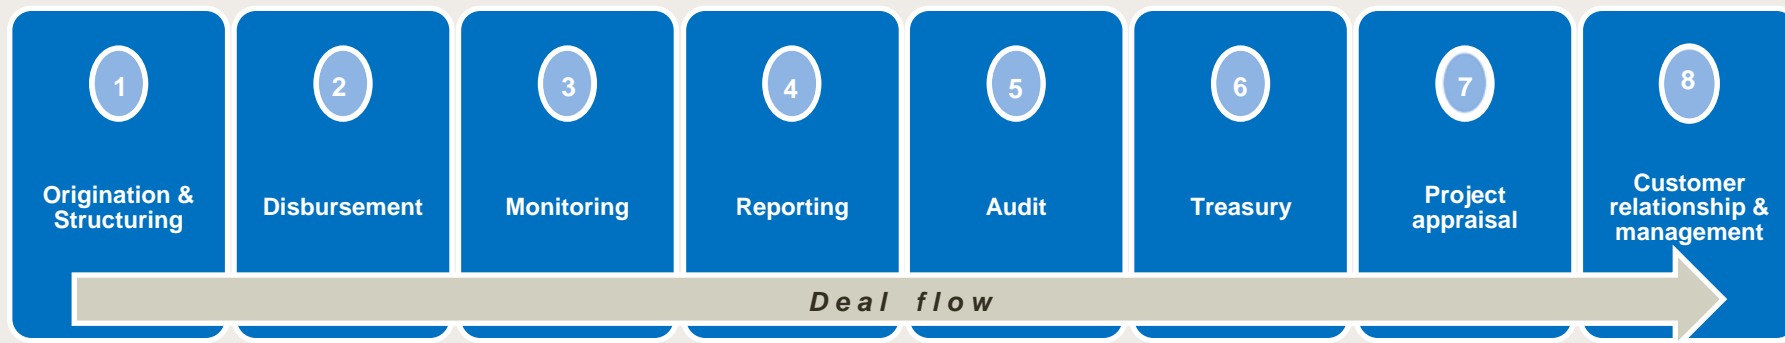 1
Origination &
Structuring
2
Disbursement
3
Monitoring
4
Reporting
5
Audit
6
Treasury
7
Project
appraisal
8
Customer
relationship &
management
Deal flow